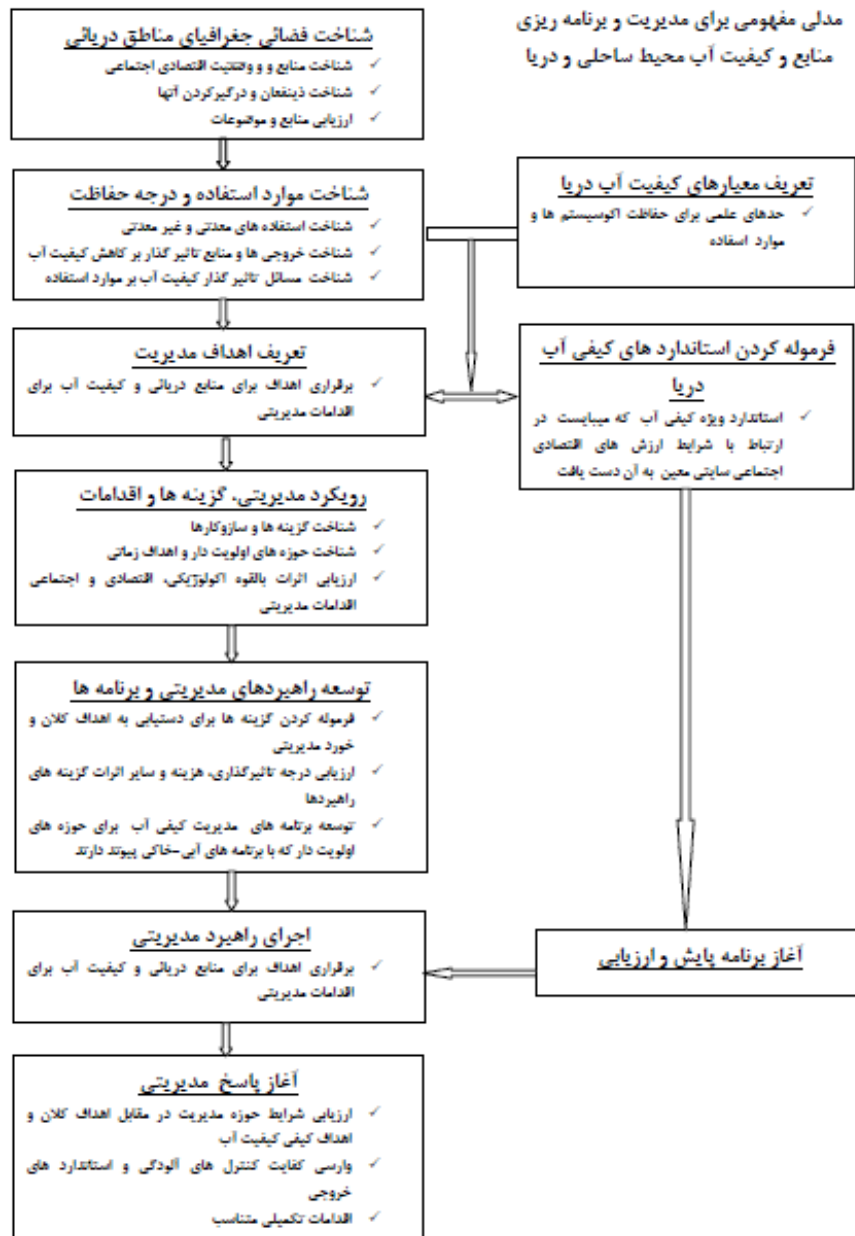 مدلی مفهومی برای مدیریت و برنامه ریزی
منابع و کیفیت آب محیط ساحلی و دریا
شناخت فضائی جغرافیای مناطق دریائی
✓ شناخت منابع و و وقفتیت اقتصادی اجتماعی
✓ شناخت ذینفعان و درگیرکردن آنها
✓ ارزیابی منابع و موضوعات
شناخت موارد استفاده و درجه حفاظت
✓ شناخت استفاده های معدنی و غیر معدنی
✓ شناخت خروجی ها و منابع تاثیر گذار بر کاهش کیفیت آب
✓ شناخت مسائل تاثیر گذار کیفیت آب بر موارد استفاده
تعریف معیارهای کیفیت آب دریا
✓ حدهای علمی برای حفاظت اکوسیستم ها و
موارد اسفاده
تعریف اهداف مدیریت
✓ برقراری اهداف برای منابع دریائی و کیفیت آب برای
اقدامات مدیریتی
فرموله کردن استاندارد های کیفی آب
دریا
✓ استاندارد ویژه کیفی آب که میبایست در
ارتباط با شرایط ارزش های اقتصادی
اجتماعی سایتی معین به آن دست یافت
رویکرد مدیریتی، گزینه ها و اقدامات
✓ شناخت گزینه ها و سازوکارها
✓ شناخت حوزه های اولویت دار و اهداف زمانی
✓ ارزیابی اثرات بالقوه اکولوژیکی، اقتصادی و اجتماعی
اقدامات مدیریتی
توسعه راهبردهای مدیریتی و برنامه ها
✓ فرموله کردن گزینه ها برای دستیابی به اهداف کلان و
خورد مدیریتی
✓ ارزیابی درجه تاثیرگذاری، هزینه و سایر اثرات گزینه های
راهبردها
✓ توسعه برنامه های مدیریت کیفی آب برای حوزه های
اولویت دار که با برنامه های آبی-خاکی پیوند دارند
اجرای راهبرد مدیریتی
✓ برقراری اهداف برای منابع دریائی و کیفیت آب برای
اقدامات مدیریتی
آغاز برنامه پایش و ارزیابی
آغاز پاسخ مدیریتی
✓ ارزیابی شرایط حوزه مدیریت در مقابل اهداف کلان و
اهداف کیفی کیفیت آب
✓ وارسی کفایت کنترل های آلودگی و استاندارد های
خروجی
✓ اقدامات تکمیلی متناسب